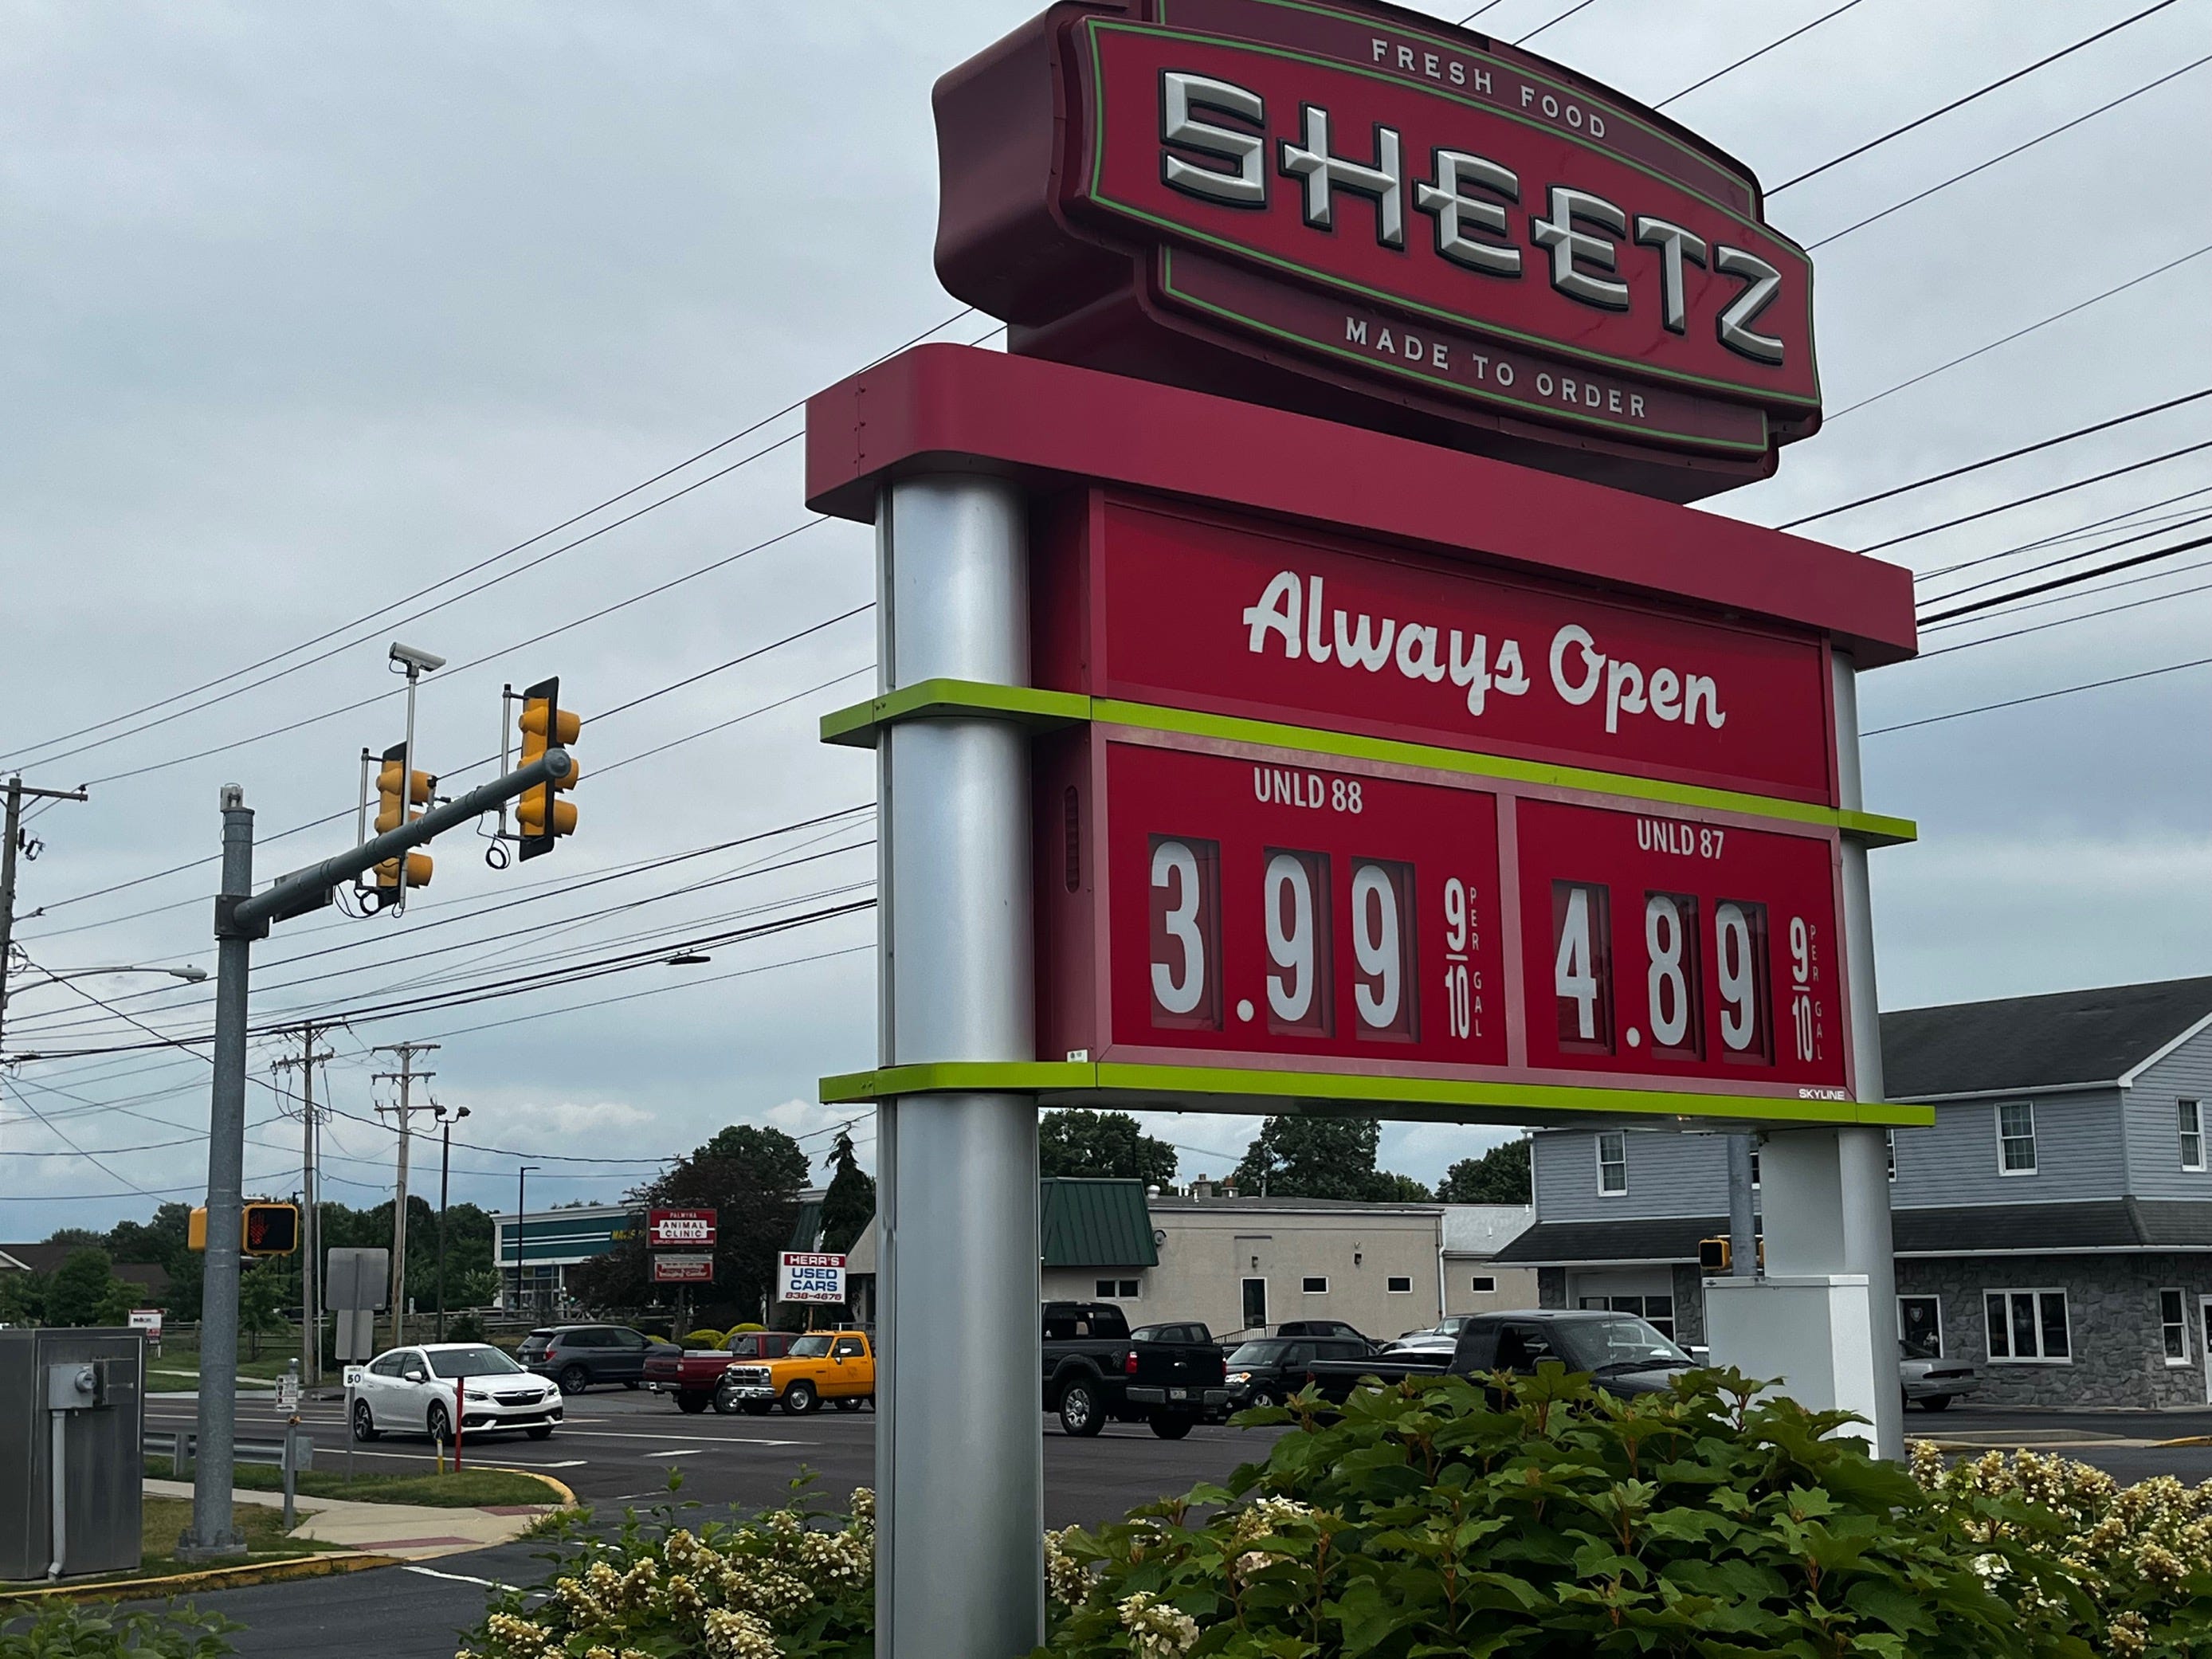 FRESH FOOD
SHEETZ
MADE TO ORDER
Always Open
UNLD 88
3.99 9/10 PER GAL
UNLD 87
4.89 9/10 PER GAL
SKYLINE
PALMYRA
ANIMAL
CLINIC
HERR'S
USED
CARS
838-4676
50